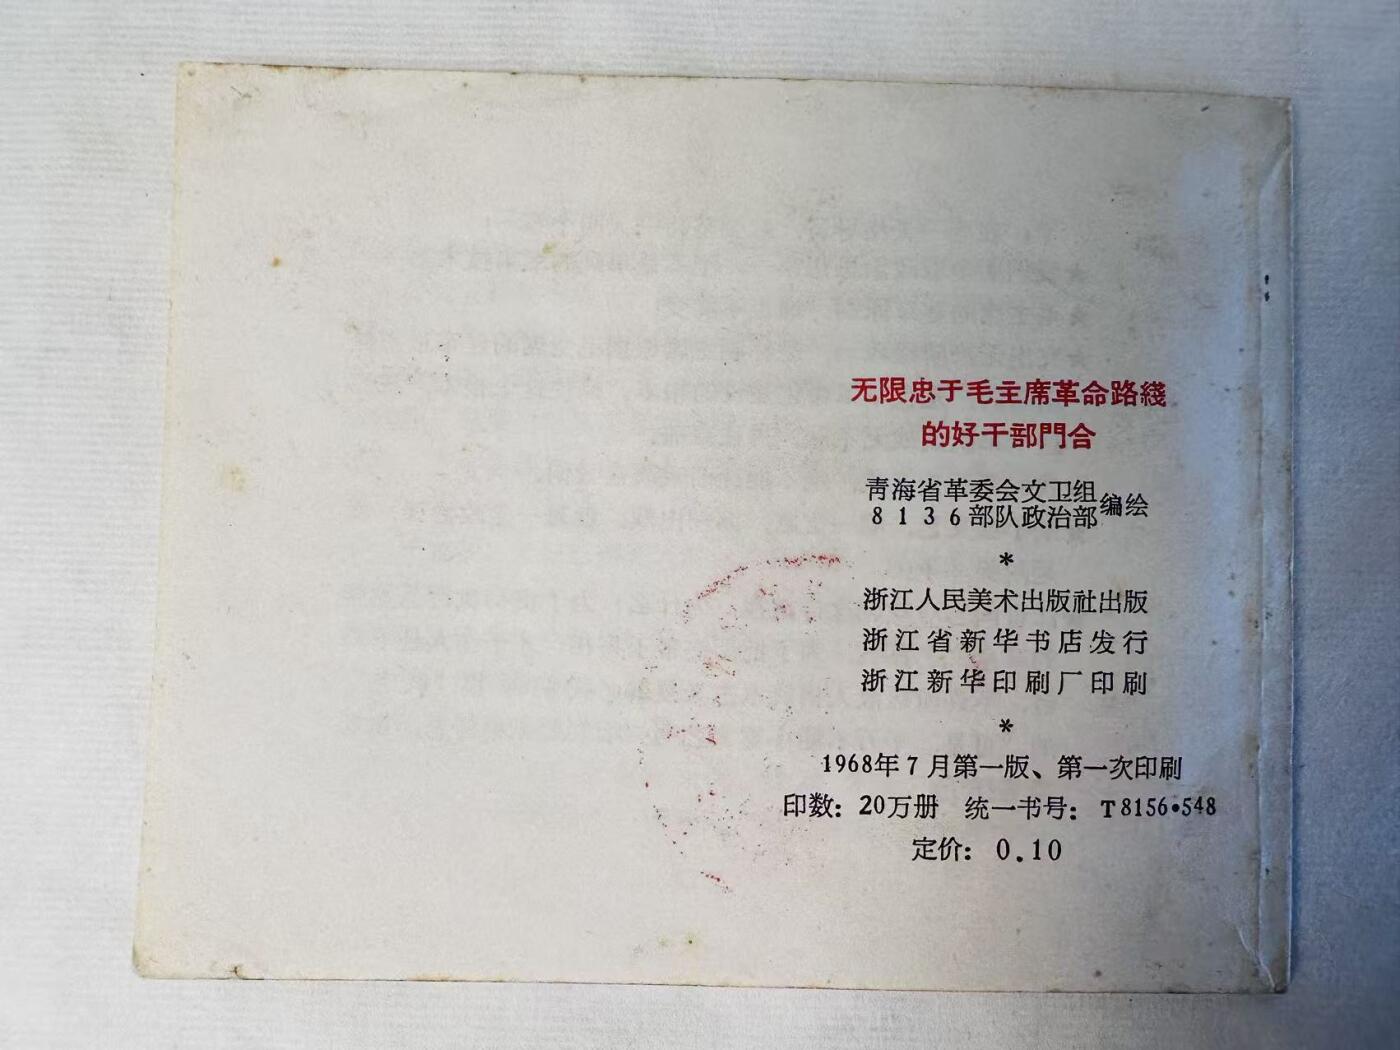 无限忠于毛主席革命路綫
的好干部門合
青海省革委会文卫组
8136部队政治部 编绘
*
浙江人民美术出版社出版
浙江省新华书店发行
浙江新华印刷厂印刷
*
1968年7月第一版、第一次印刷
印数：20万册 统一书号：T8156•548
定价：0.10